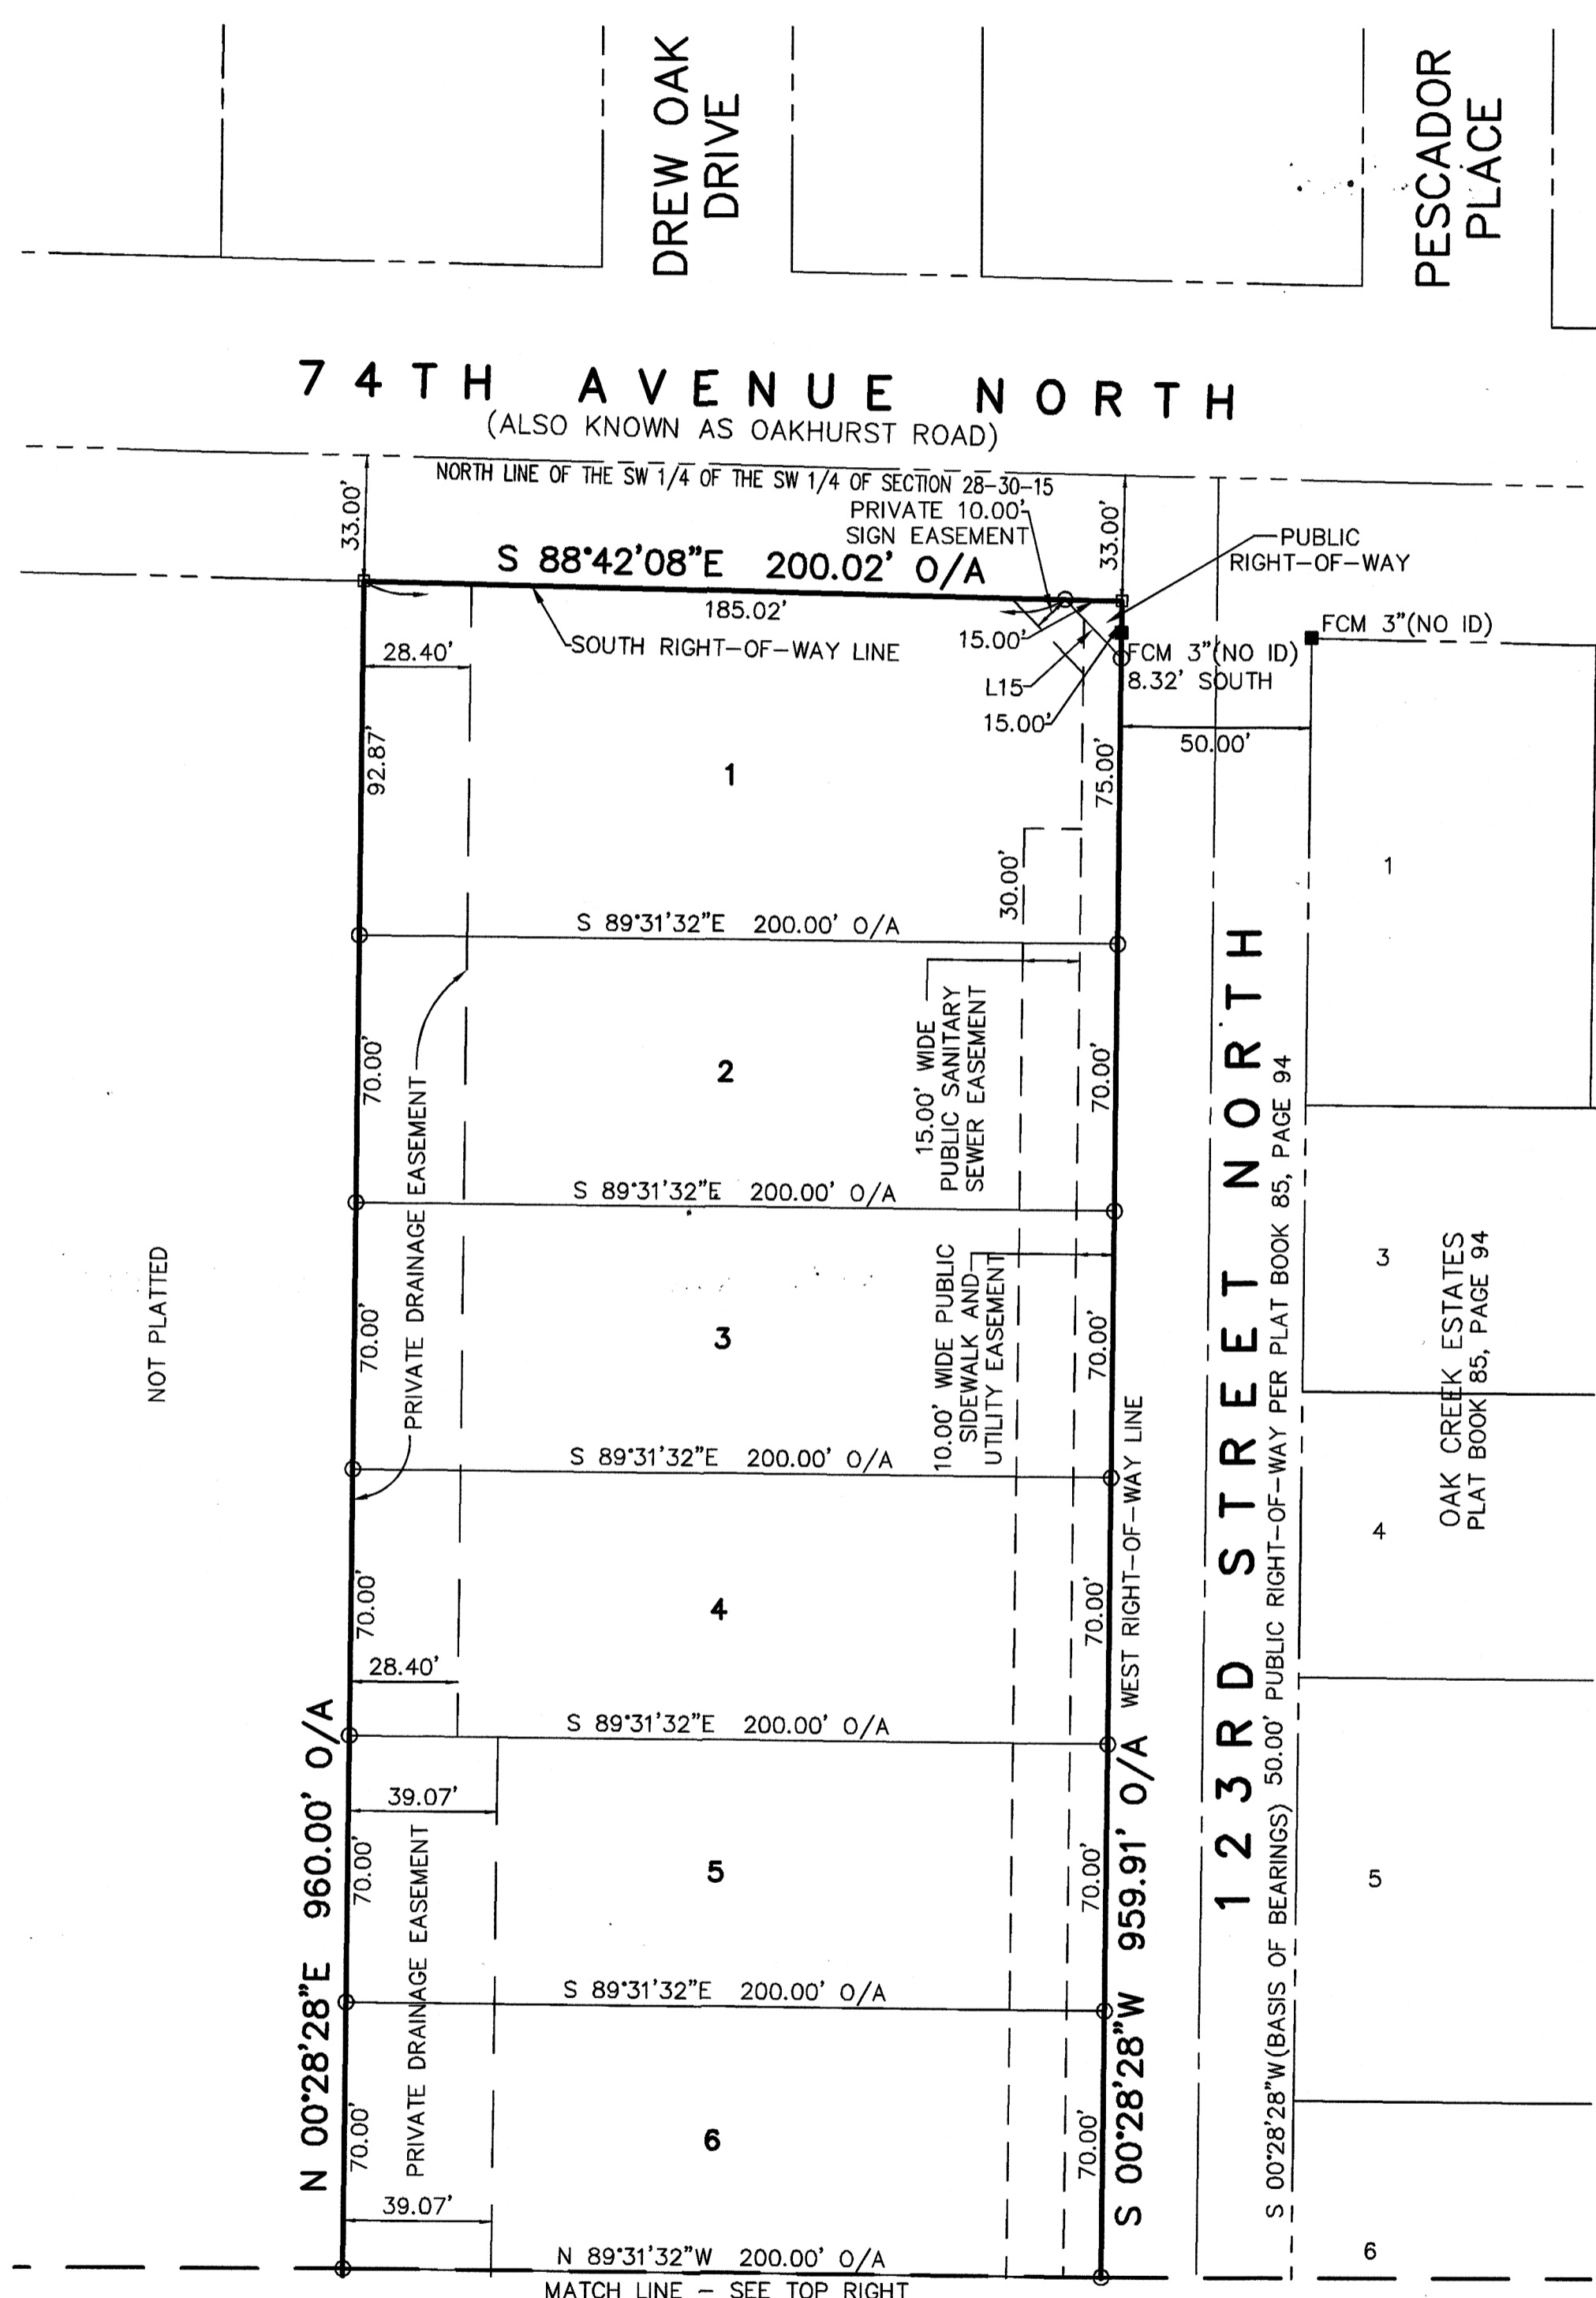 DREW OAK
DRIVE
PESCADOR
PLACE
74TH AVENUE NORTH
(ALSO KNOWN AS OAKHURST ROAD)
NORTH LINE OF THE SW 1/4 OF THE SW 1/4 OF SECTION 28-30-15
33.00'
PRIVATE 10.00'
SIGN EASEMENT
33.00'
PUBLIC
RIGHT-OF-WAY
S 88°42'08"E 200.02' O/A
185.02'
SOUTH RIGHT-OF-WAY LINE
28.40'
15.00'
L15
15.00'
FCM 3"(NO ID)
8.32' SOUTH
FCM 3"(NO ID)
50.00'
92.87'
1
75.00'
30.00'
1
S 89°31'32"E 200.00' O/A
70.00'
2
15.00' WIDE
PUBLIC SANITARY
SEWER EASEMENT
70.00'
PRIVATE DRAINAGE EASEMENT
S 89°31'32"E 200.00' O/A
NOT PLATTED
70.00'
3
10.00' WIDE PUBLIC
SIDEWALK AND
UTILITY EASEMENT
70.00'
3
OAK CREEK ESTATES
PLAT BOOK 85, PAGE 94
S 89°31'32"E 200.00' O/A
WEST RIGHT-OF-WAY LINE
123RD STREET NORTH
S 00°28'28"W(BASIS OF BEARINGS) 50.00' PUBLIC RIGHT-OF-WAY PER PLAT BOOK 85, PAGE 94
70.00'
4
70.00'
4
28.40'
S 89°31'32"E 200.00' O/A
N 00°28'28"E 960.00' O/A
39.07'
70.00'
PRIVATE DRAINAGE EASEMENT
5
70.00'
S 00°28'28"W 959.91' O/A
5
S 89°31'32"E 200.00' O/A
70.00'
6
70.00'
39.07'
N 89°31'32"W 200.00' O/A
6
MATCH LINE - SEE TOP RIGHT